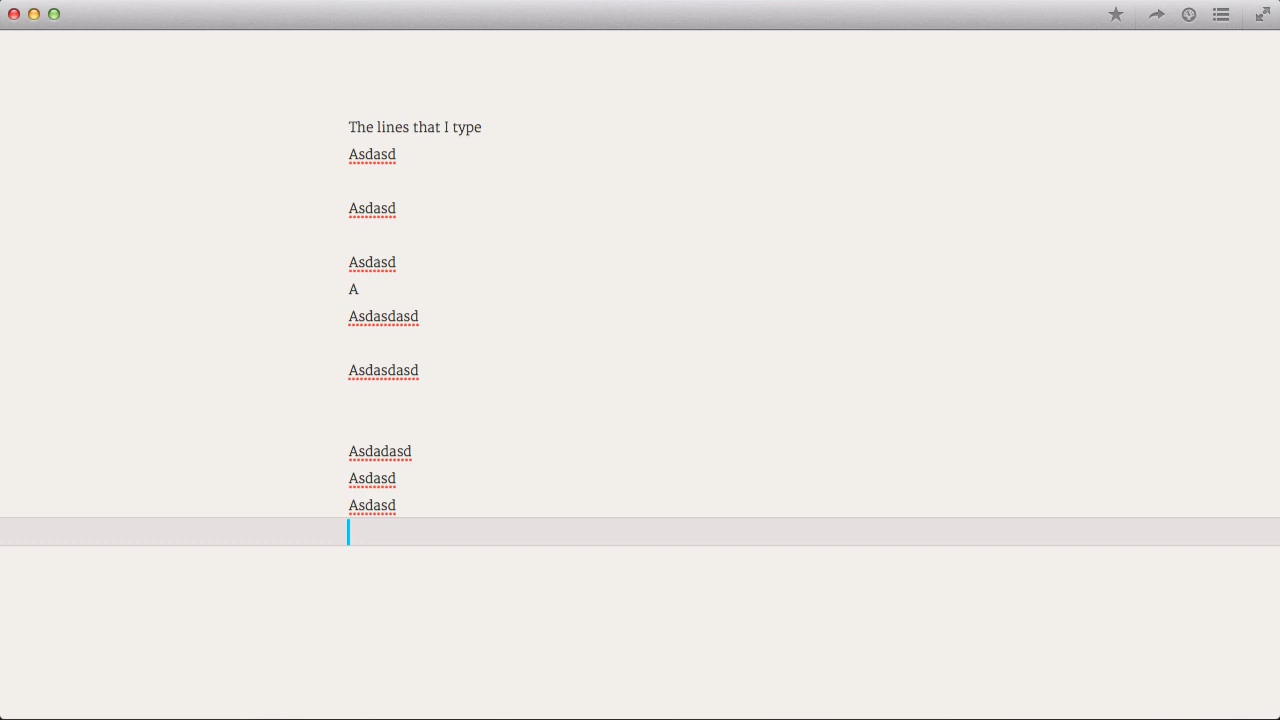 The lines that I type
Asdasd
Asdasd
Asdasd
A
Asdasdasd
Asdasdasd
Asdadasd
Asdasd
Asdasd